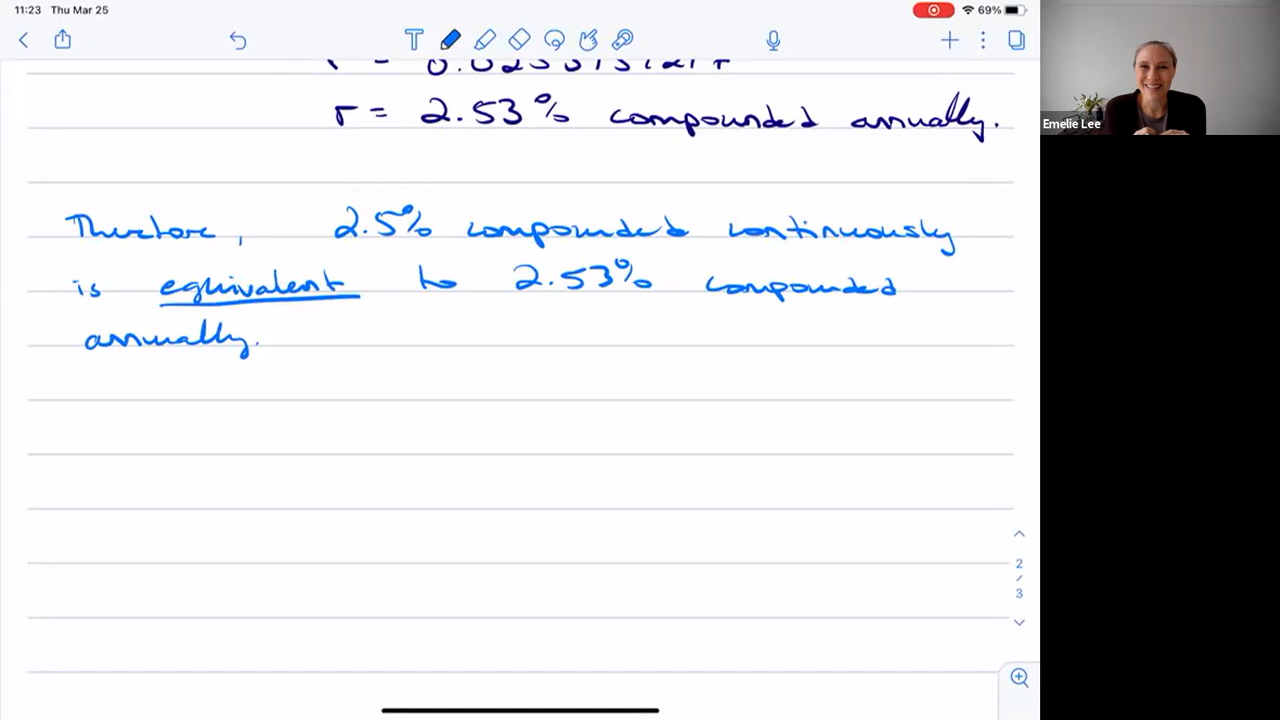 11:23 Thu Mar 25
69%
T
r = 2.53% compounded annually.
Emelie Lee
Therefore, 2.5% compounded continuously
is equivalent to 2.53% compounded
annually.
2
/
3